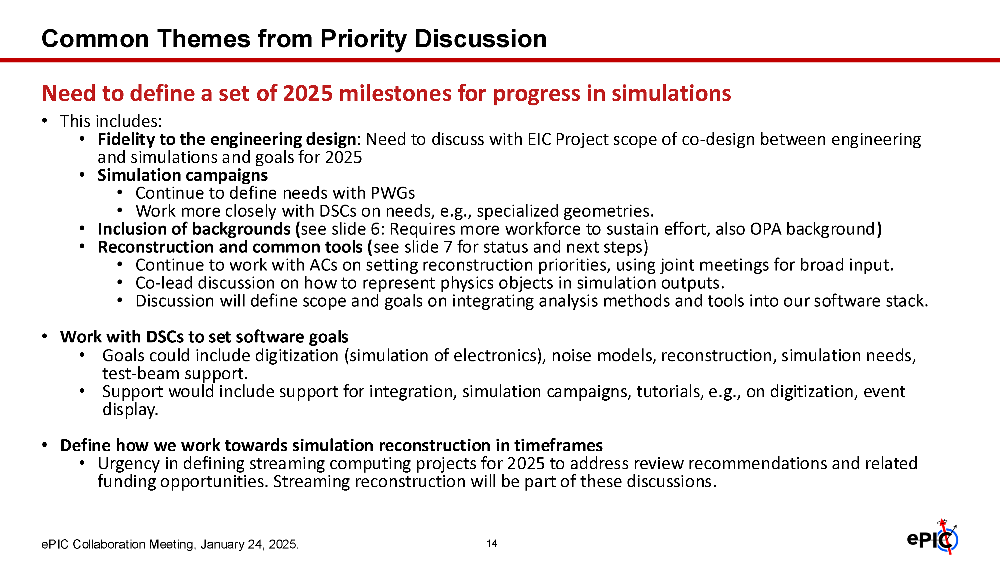 Common Themes from Priority Discussion
Need to define a set of 2025 milestones for progress in simulations
• This includes:
• Fidelity to the engineering design: Need to discuss with EIC Project scope of co-design between engineering
and simulations and goals for 2025
• Simulation campaigns
• Continue to define needs with PWGs
• Work more closely with DSCs on needs, e.g., specialized geometries.
• Inclusion of backgrounds (see slide 6: Requires more workforce to sustain effort, also OPA background)
• Reconstruction and common tools (see slide 7 for status and next steps)
• Continue to work with ACs on setting reconstruction priorities, using joint meetings for broad input.
• Co-lead discussion on how to represent physics objects in simulation outputs.
• Discussion will define scope and goals on integrating analysis methods and tools into our software stack.
• Work with DSCs to set software goals
• Goals could include digitization (simulation of electronics), noise models, reconstruction, simulation needs,
test-beam support.
• Support would include support for integration, simulation campaigns, tutorials, e.g., on digitization, event
display.
• Define how we work towards simulation reconstruction in timeframes
• Urgency in defining streaming computing projects for 2025 to address review recommendations and related
funding opportunities. Streaming reconstruction will be part of these discussions.
ePIC Collaboration Meeting, January 24, 2025.
14
ePIC